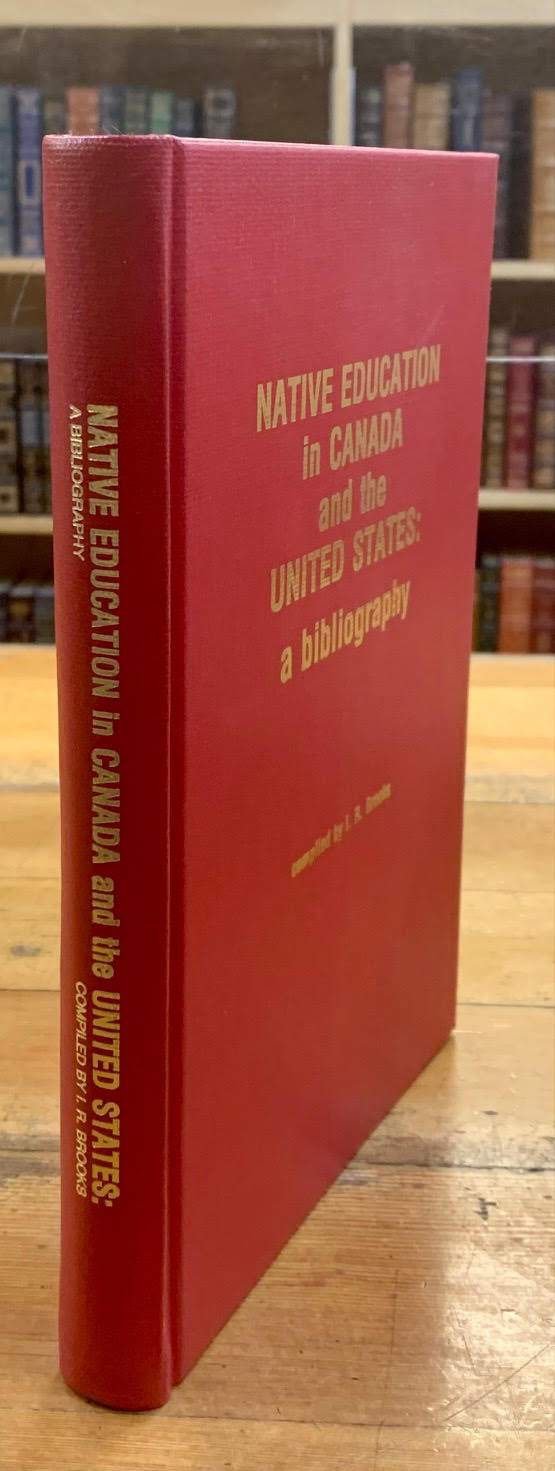 NATIVE EDUCATION in CANADA and the UNITED STATES:
A BIBLIOGRAPHY
COMPILED BY I. R. BROOKS
NATIVE EDUCATION
in CANADA
and the
UNITED STATES:
a bibliography
compiled by I. R. Brooks